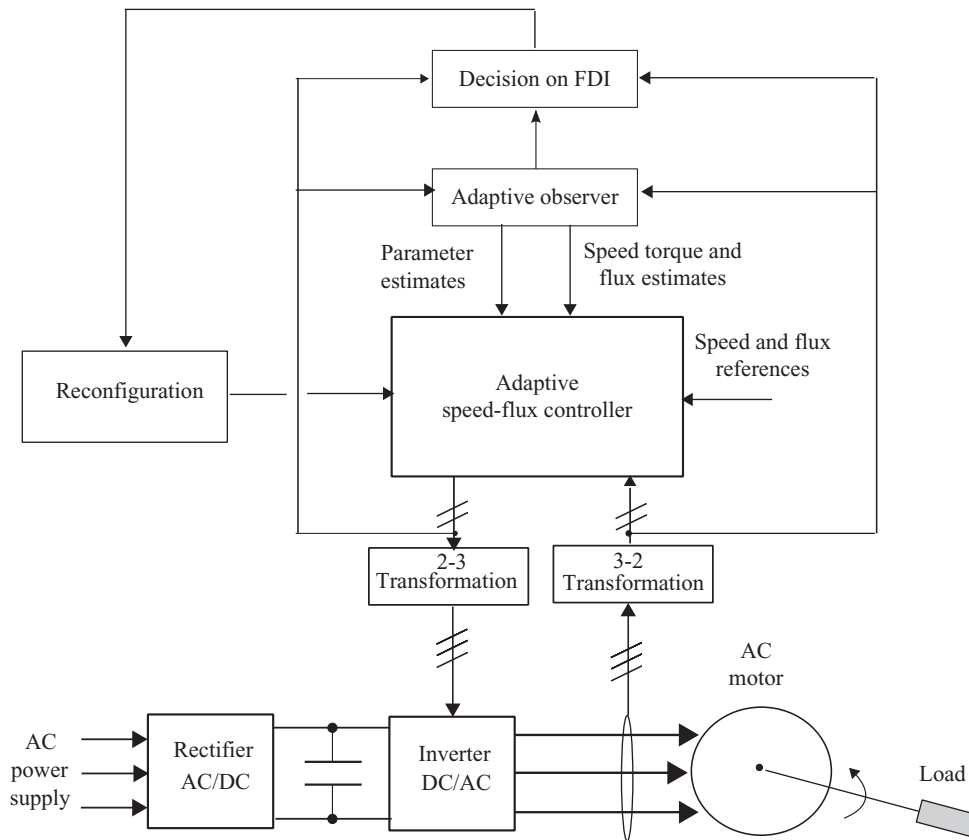 Decision on FDI
Adaptive observer
Parameter
estimates
Speed torque and
flux estimates
Reconfiguration
Adaptive
speed-flux controller
Speed and flux
references
2-3
Transformation
3-2
Transformation
AC
motor
AC
power
supply
Rectifier
AC/DC
Inverter
DC/AC
Load